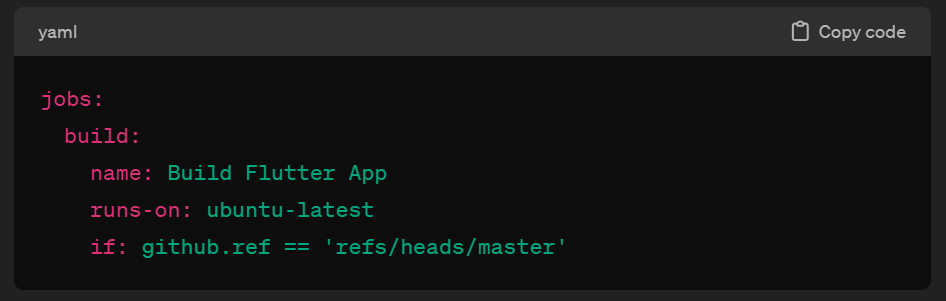 yaml
Copy code
jobs:
build:
name: Build Flutter App
runs-on: ubuntu-latest
if: github.ref == 'refs/heads/master'